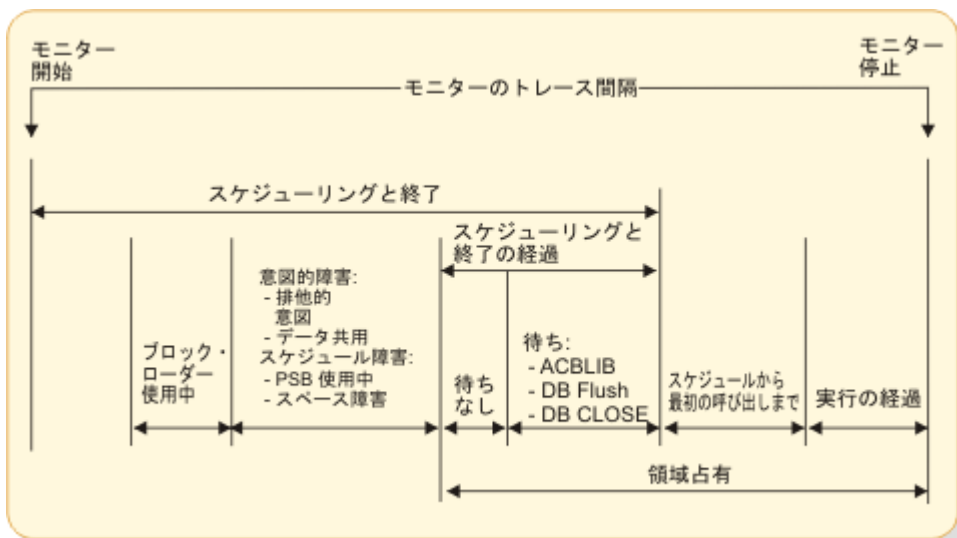 モニター
開始
モニター
停止
モニターのトレース間隔
スケジューリングと終了
スケジューリングと
終了の経過
ブロック・
ローダー
使用中
意図的障害:
- 排他的
意図
- データ共用
スケジュール障害:
- PSB 使用中
- スペース障害
待ち
なし
待ち:
- ACBLIB
- DB Flush
- DB CLOSE
スケジュールから
最初の呼び出しまで
実行の経過
領域占有